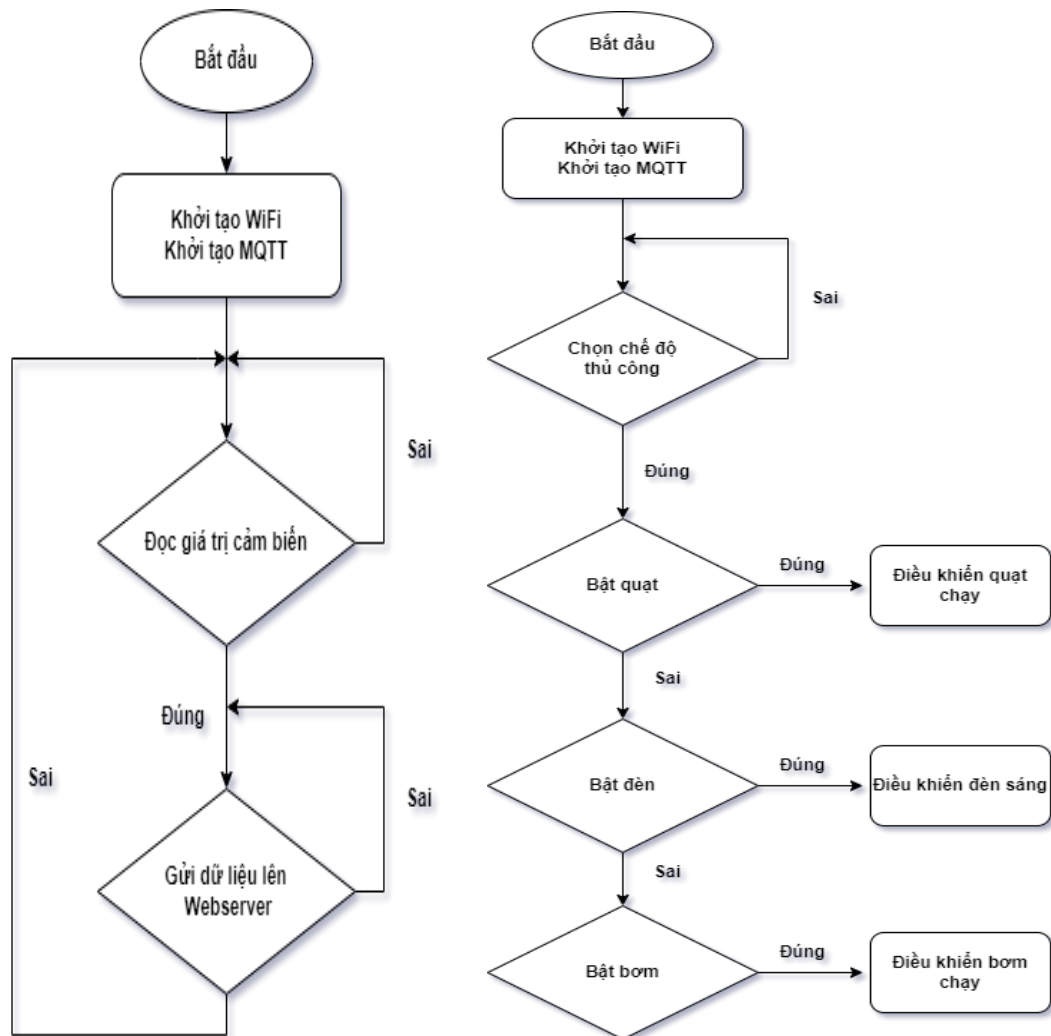 Bắt đầu
Khởi tạo WiFi
Khởi tạo MQTT
Sai
Đọc giá trị cảm biến
Đúng
Sai
Sai
Gửi dữ liệu lên
Webserver
Bắt đầu
Khởi tạo WiFi
Khởi tạo MQTT
Sai
Chọn chế độ
thủ công
Đúng
Bật quạt
Đúng
Điều khiển quạt
chạy
Sai
Bật đèn
Đúng
Điều khiển đèn sáng
Sai
Bật bơm
Đúng
Điều khiển bơm
chạy